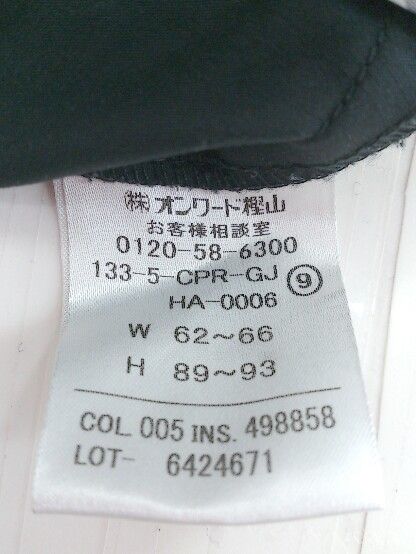 ㈱オンワード樫山
お客様相談室
0120-58-6300
133-5-CPR-GJ ⑨
HA-0006
W 62～66
H 89～93
COL. 005 INS. 498858
LOT- 6424671